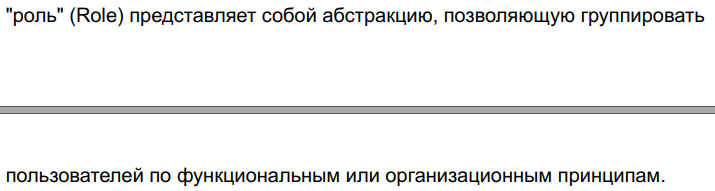 "роль" (Role) представляет собой абстракцию, позволяющую группировать
пользователей по функциональным или организационным принципам.